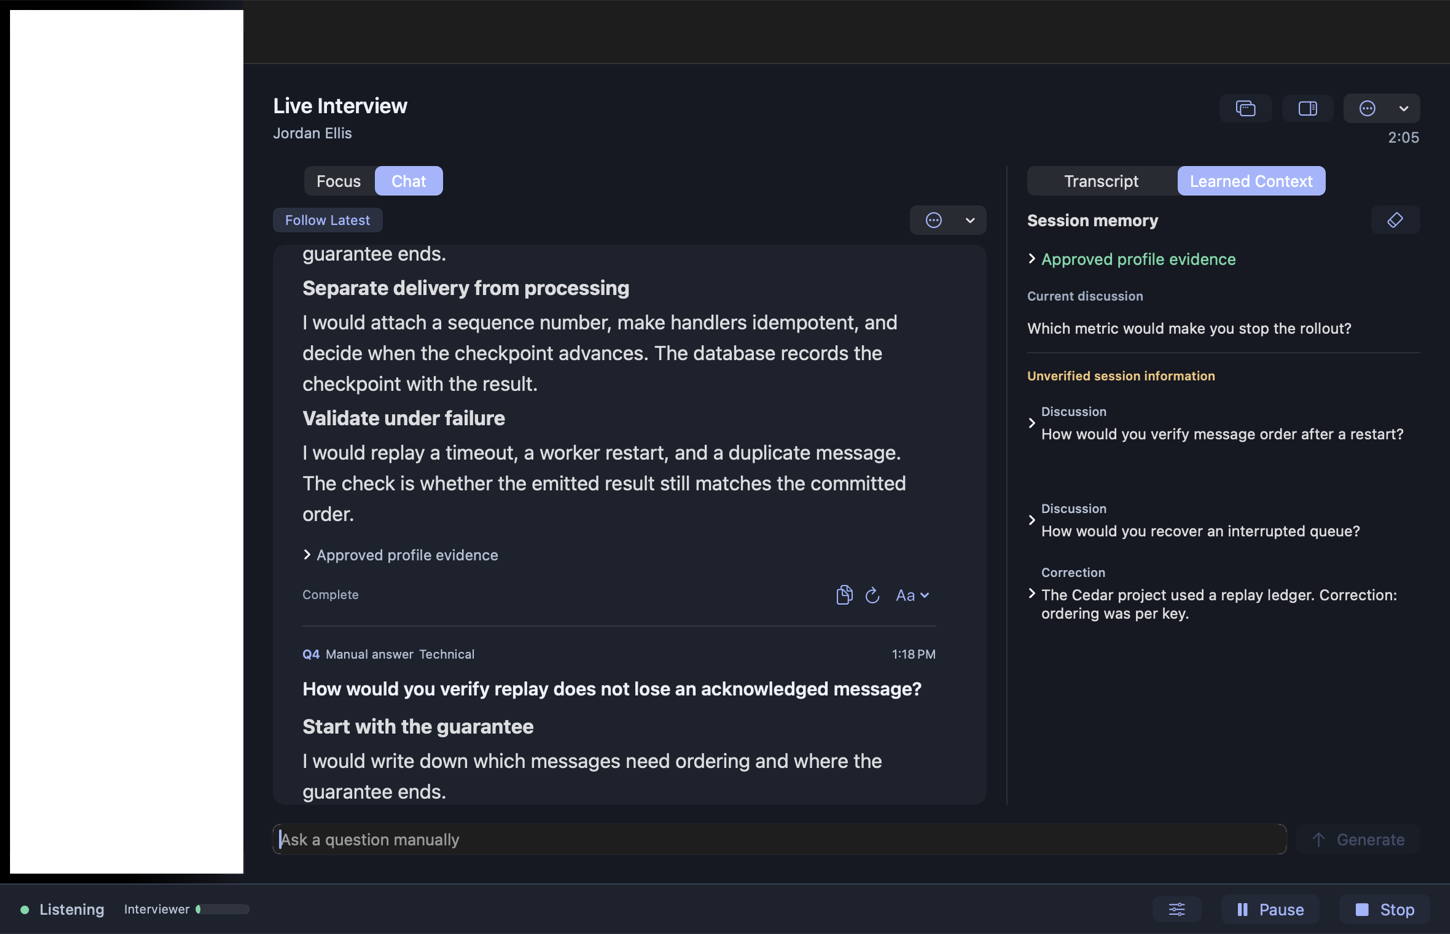 Live Interview
Jordan Ellis
2:05
Focus
Chat
Follow Latest
guarantee ends.
Separate delivery from processing
I would attach a sequence number, make handlers idempotent, and
decide when the checkpoint advances. The database records the
checkpoint with the result.
Validate under failure
I would replay a timeout, a worker restart, and a duplicate message.
The check is whether the emitted result still matches the committed
order.
Approved profile evidence
Complete
Aa
Q4 Manual answer Technical
1:18 PM
How would you verify replay does not lose an acknowledged message?
Start with the guarantee
I would write down which messages need ordering and where the
guarantee ends.
Transcript
Learned Context
Session memory
Approved profile evidence
Current discussion
Which metric would make you stop the rollout?
Unverified session information
Discussion
How would you verify message order after a restart?
Discussion
How would you recover an interrupted queue?
Correction
The Cedar project used a replay ledger. Correction:
ordering was per key.
Ask a question manually
Generate
Listening
Interviewer
Pause
Stop